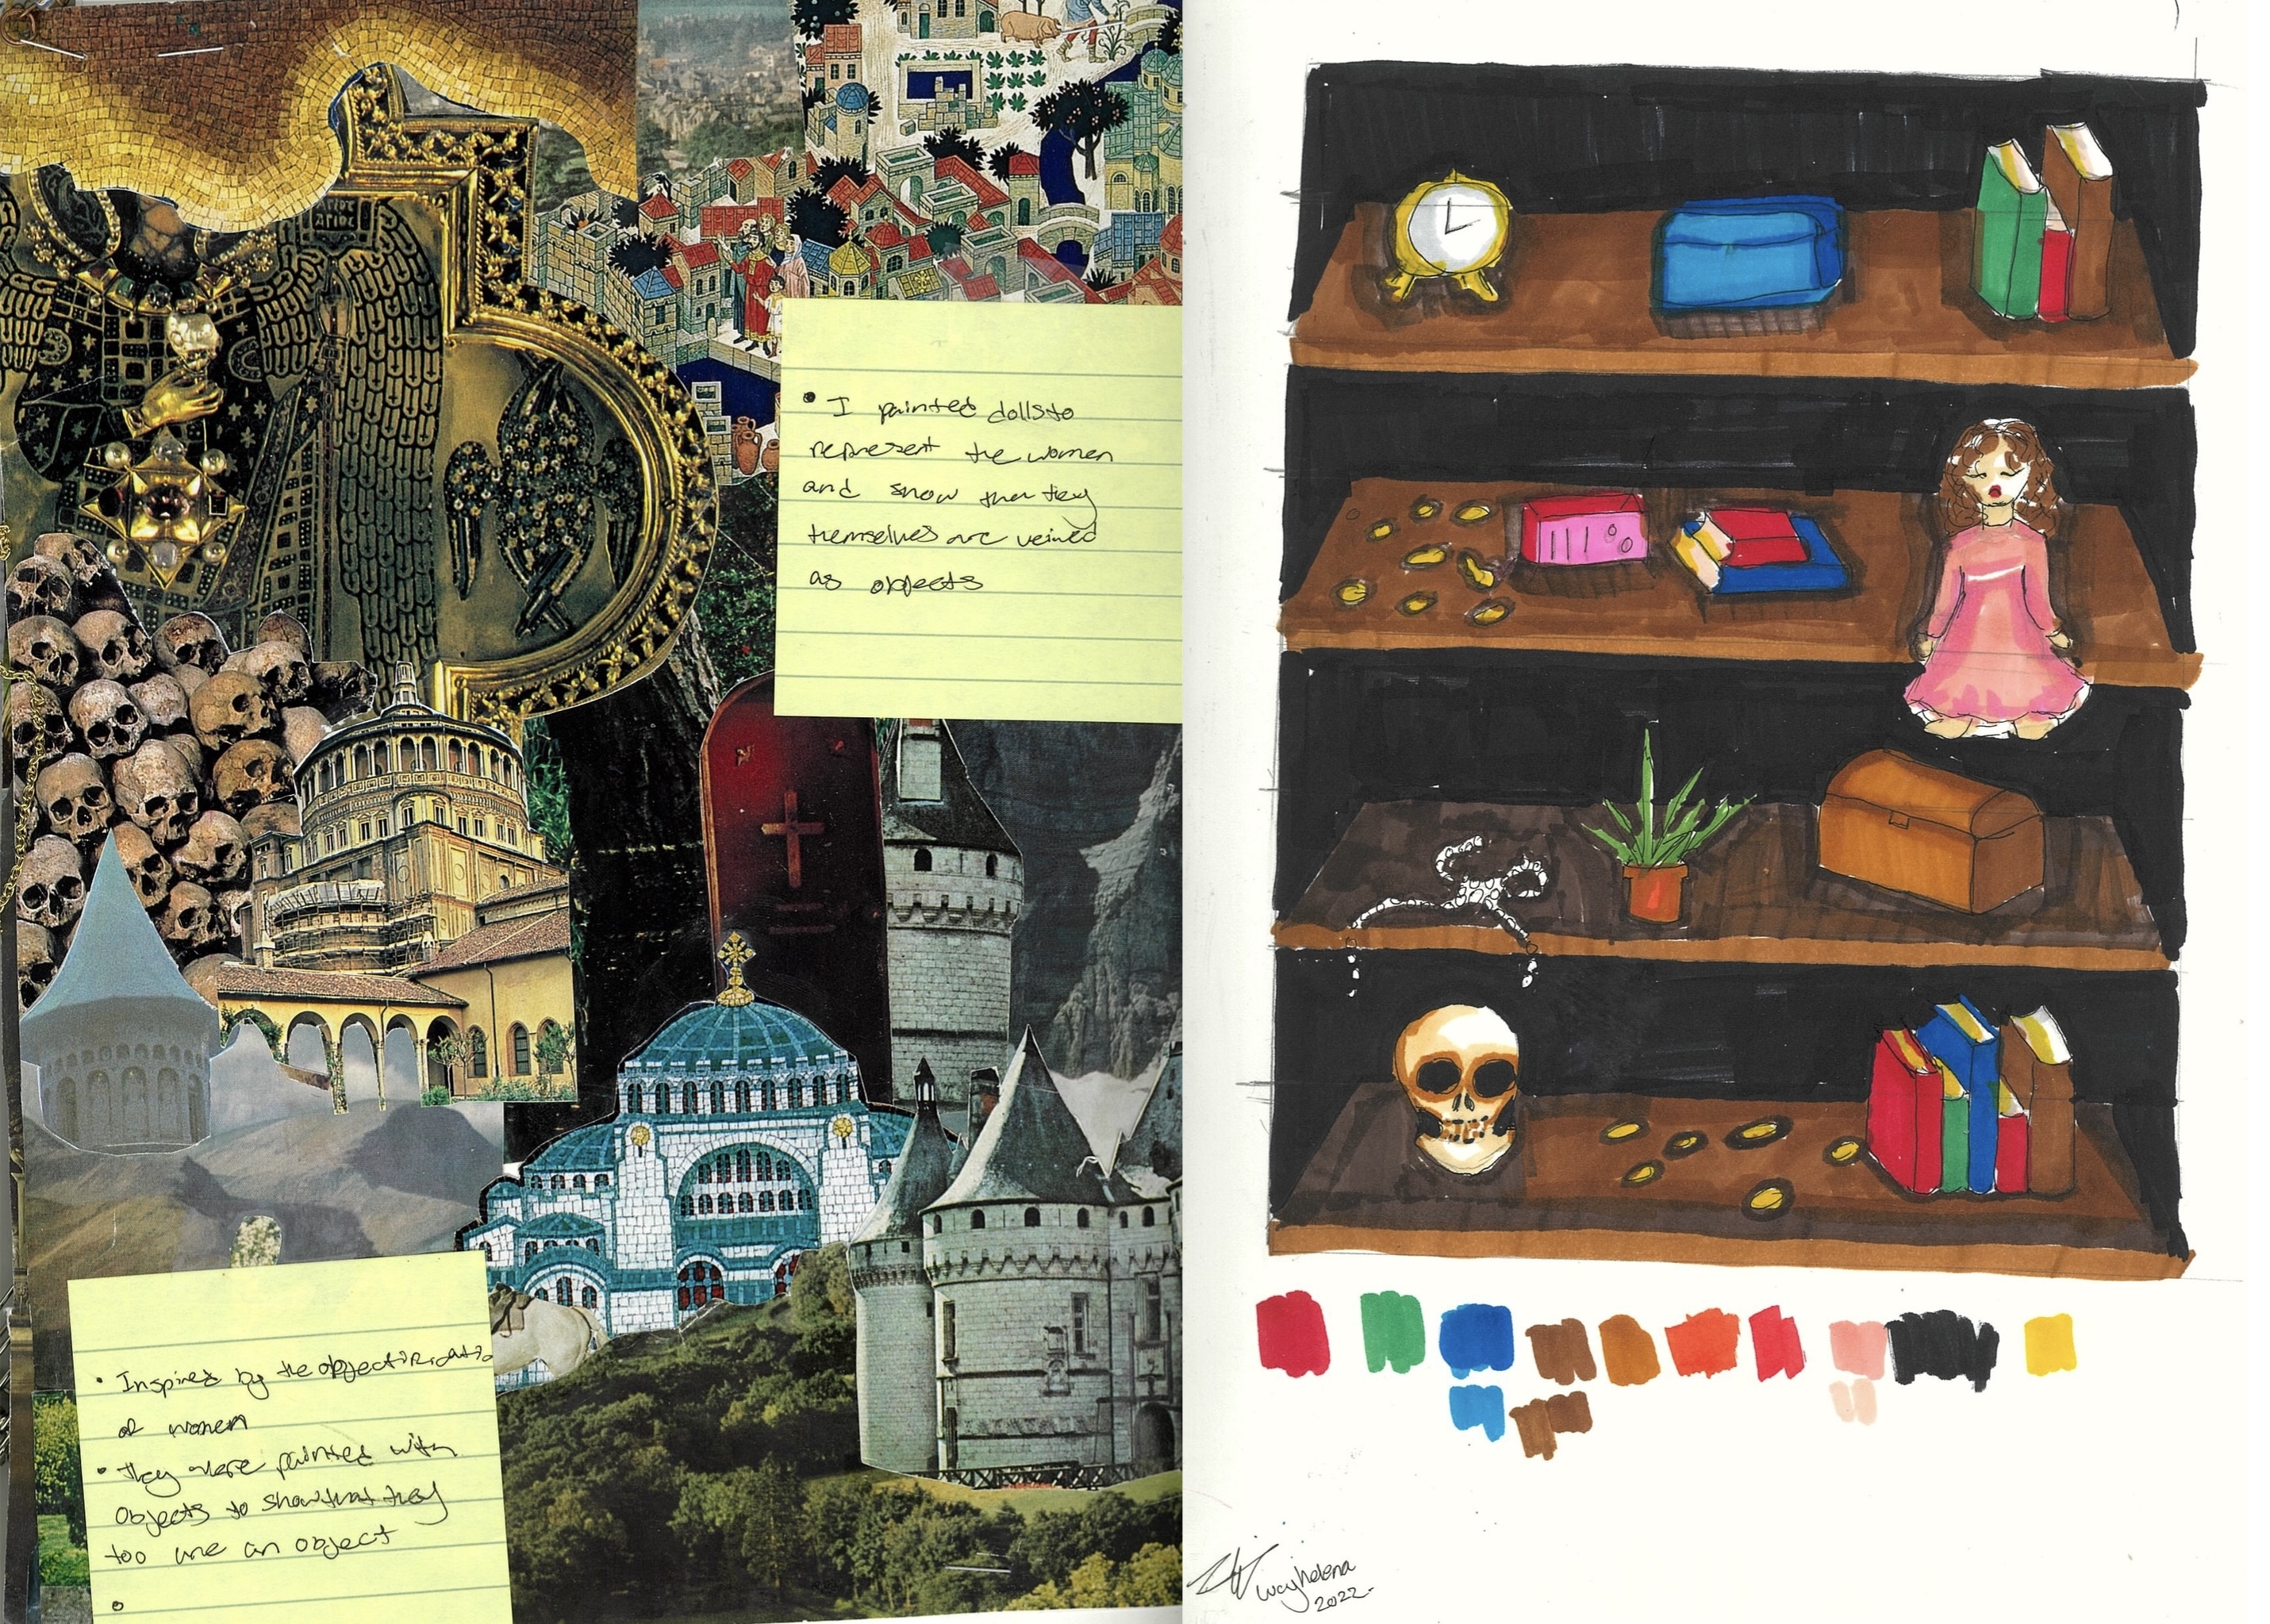 • I painted dolls to
represent the women
and show that they
themselves are veiwed
as objects
• Inspired by the objectificatio
of women
• they were painted with
objects to show that they
too are an object
lucyhelena
2022